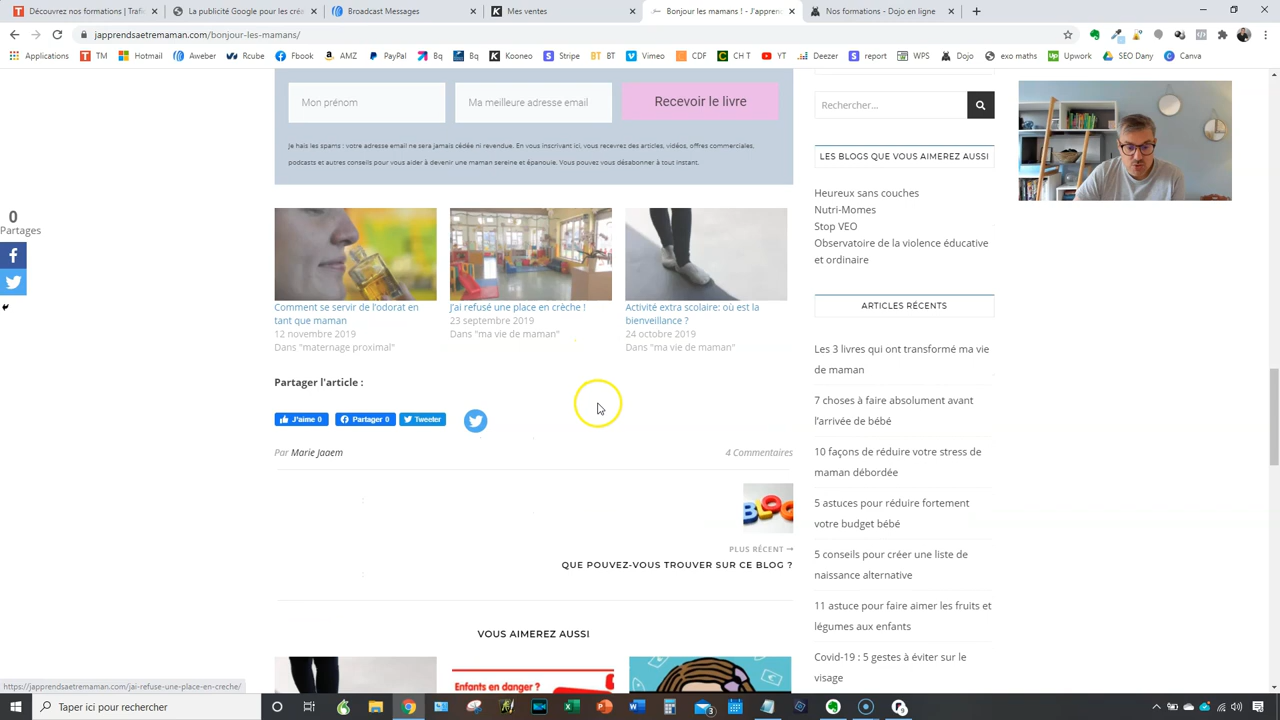 Découvrez nos formations | Trafi
La publicité Google pour crée
Broadcast Messages
Mes ventes
Bonjour les mamans ! - J'apprend
Nos formations de Dojo en ligne
japprendsaetremaman.com/bonjour-les-mamans/
Applications TM Hotmail Aweber Rcube Fbook AMZ PayPal Bq Bq Kooneo Stripe BT Vimeo CDF CH T YT Deezer report WPS Dojo exo maths Upwork SEO Dany Canva
Mon prénom
Ma meilleure adresse email
Recevoir le livre
Je hais les spams : votre adresse email ne sera jamais cédée ni revendue. En vous inscrivant ici, vous recevrez des articles, vidéos, offres commerciales,
podcasts et autres conseils pour vous aider à devenir une maman sereine et épanouie. Vous pouvez vous désabonner à tout instant.
0
Partages
Comment se servir de l'odorat en
tant que maman
12 novembre 2019
Dans "maternage proximal"
J'ai refusé une place en crèche !
23 septembre 2019
Dans "ma vie de maman"
Activité extra scolaire: où est la
bienveillance ?
24 octobre 2019
Dans "ma vie de maman"
Partager l'article :
J'aime 0
Partager 0
Tweeter
Par Marie Jaaem
4 Commentaires
BLOG
PLUS RÉCENT →
QUE POUVEZ-VOUS TROUVER SUR CE BLOG ?
VOUS AIMEREZ AUSSI
Enfants en danger ?
Rechercher...
LES BLOGS QUE VOUS AIMEREZ AUSSI
Heureux sans couches
Nutri-Momes
Stop VEO
Observatoire de la violence éducative
et ordinaire
ARTICLES RÉCENTS
Les 3 livres qui ont transformé ma vie
de maman
7 choses à faire absolument avant
l'arrivée de bébé
10 façons de réduire votre stress de
maman débordée
5 astuces pour réduire fortement
votre budget bébé
5 conseils pour créer une liste de
naissance alternative
11 astuce pour faire aimer les fruits et
légumes aux enfants
Covid-19 : 5 gestes à éviter sur le
visage
https://japprendsaetremaman.com/jai-refuse-une-place-en-creche/
Taper ici pour rechercher